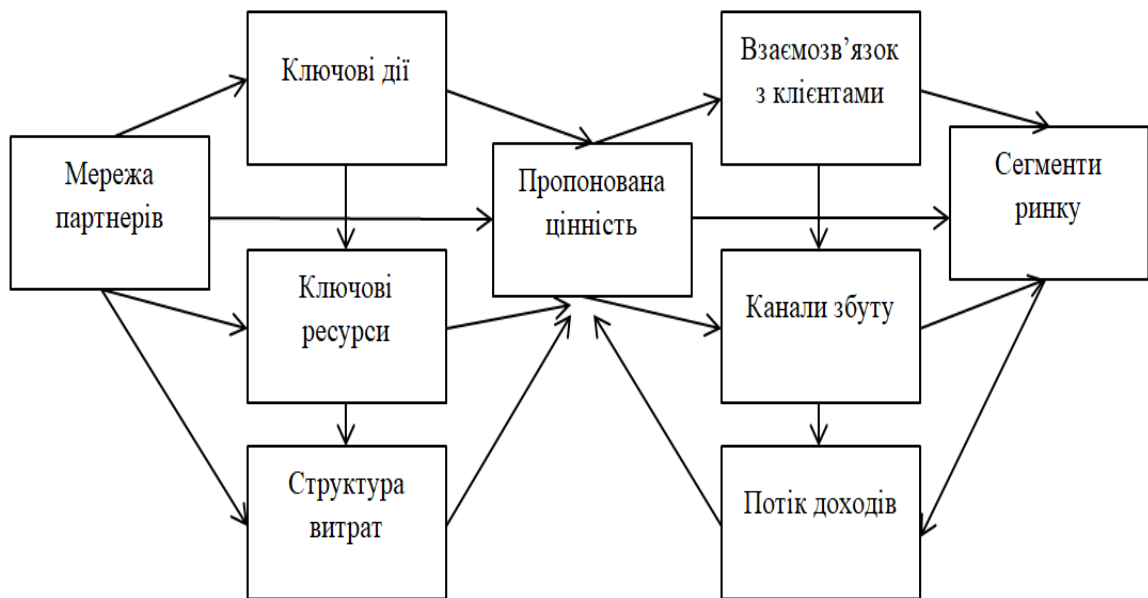 Ключові дії
Взаємозв’язок
з клієнтами
Мережа
партнерів
Пропонована
цінність
Сегменти
ринку
Ключові
ресурси
Канали збуту
Структура
витрат
Потік доходів